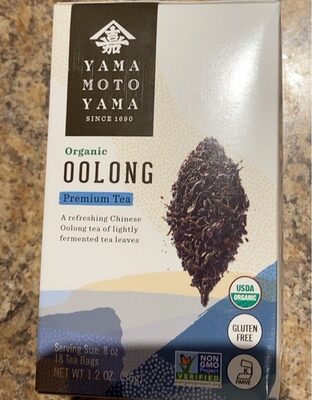 嘉
YAMA
MOTO
YAMA
SINCE 1690
Organic
OOLONG
Premium Tea
A refreshing Chinese
Oolong tea of lightly
fermented tea leaves
USDA
ORGANIC
GLUTEN
FREE
Serving Size: 8 oz
18 Tea Bags
NET WT 1.2 OZ.
NON
GMO
Project
VERIFIED
PARVE